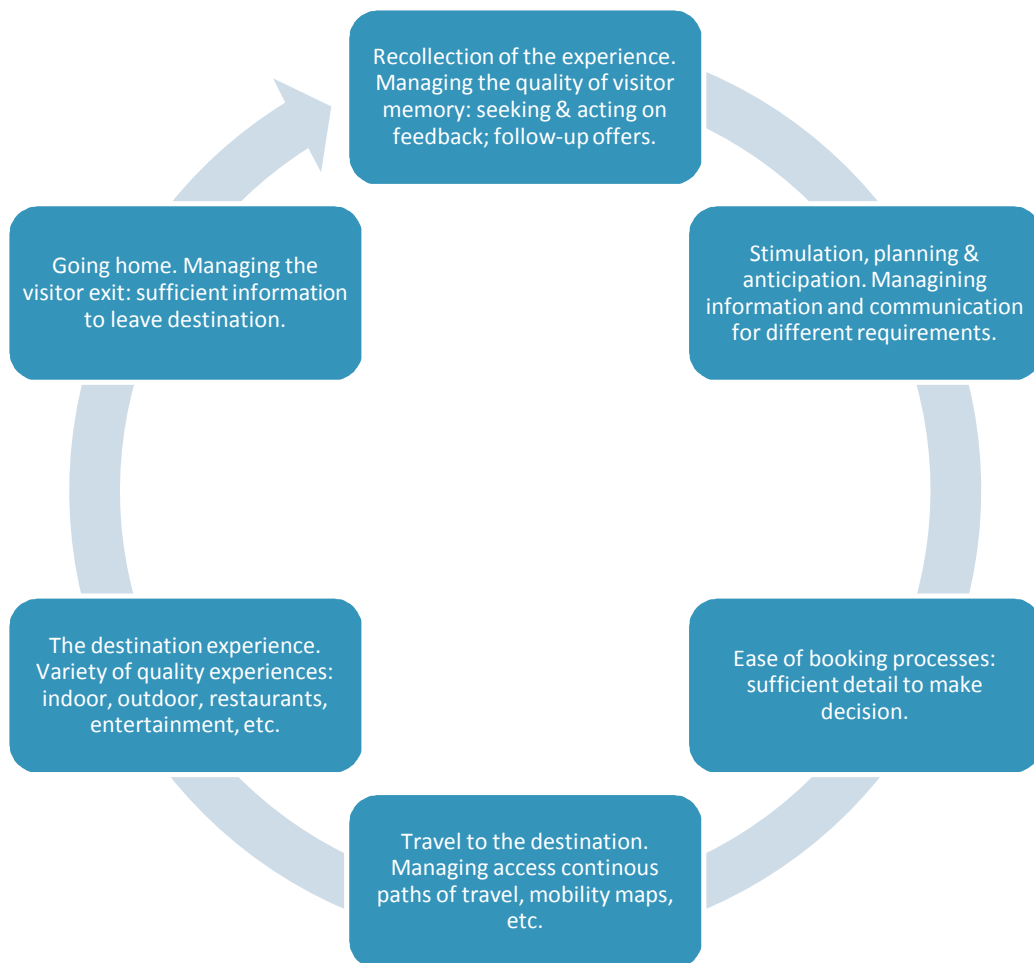 Recollection of the experience.
Managing the quality of visitor
memory: seeking & acting on
feedback; follow-up offers.
Stimulation, planning &
anticipation. Managining
information and communication
for different requirements.
Ease of booking processes:
sufficient detail to make
decision.
Travel to the destination.
Managing access continous
paths of travel, mobility maps,
etc.
The destination experience.
Variety of quality experiences:
indoor, outdoor, restaurants,
entertainment, etc.
Going home. Managing the
visitor exit: sufficient information
to leave destination.